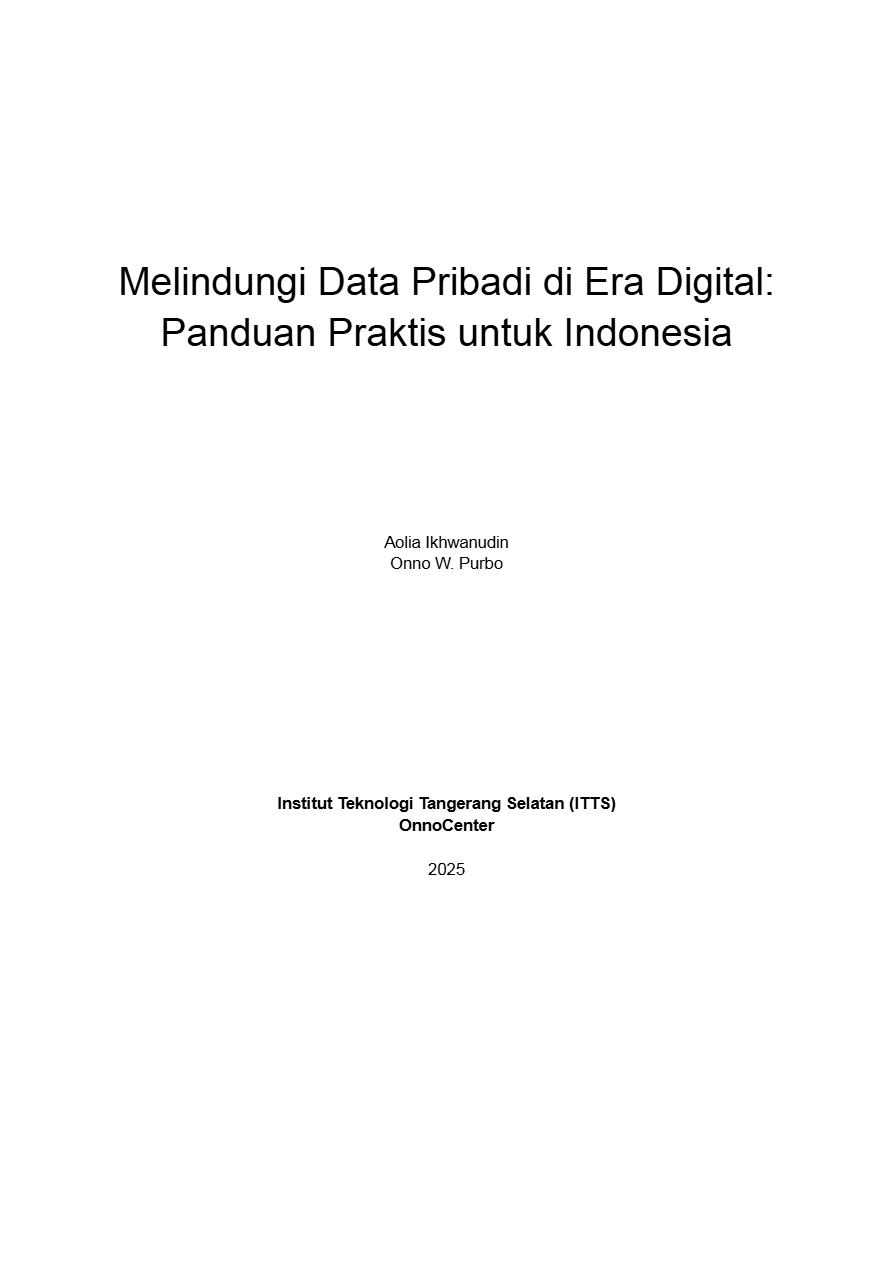 Melindungi Data Pribadi di Era Digital:
Panduan Praktis untuk Indonesia
Aolia Ikhwanudin
Onno W. Purbo
Institut Teknologi Tangerang Selatan (ITTS)
OnnoCenter
2025